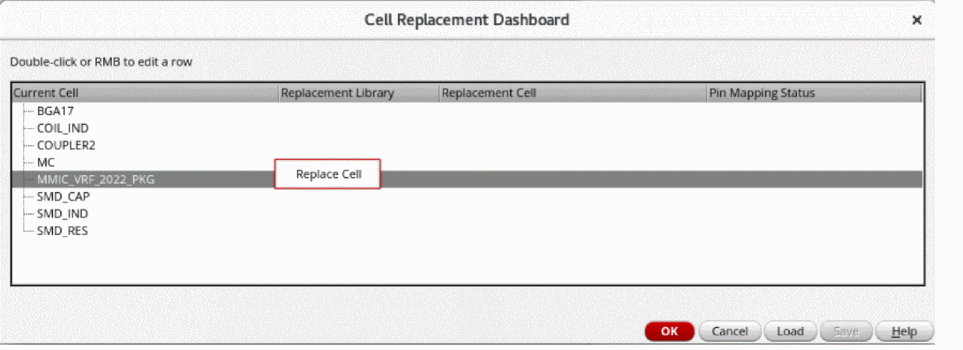 Cell Replacement Dashboard
Double-click or RMB to edit a row
Current Cell Replacement Library Replacement Cell Pin Mapping Status
BGA17
COIL_IND
COUPLER2
MC
Replace Cell
MMIC_VRF_2022_PKG
SMD_CAP
SMD_IND
SMD_RES
OK Cancel Load Save Help